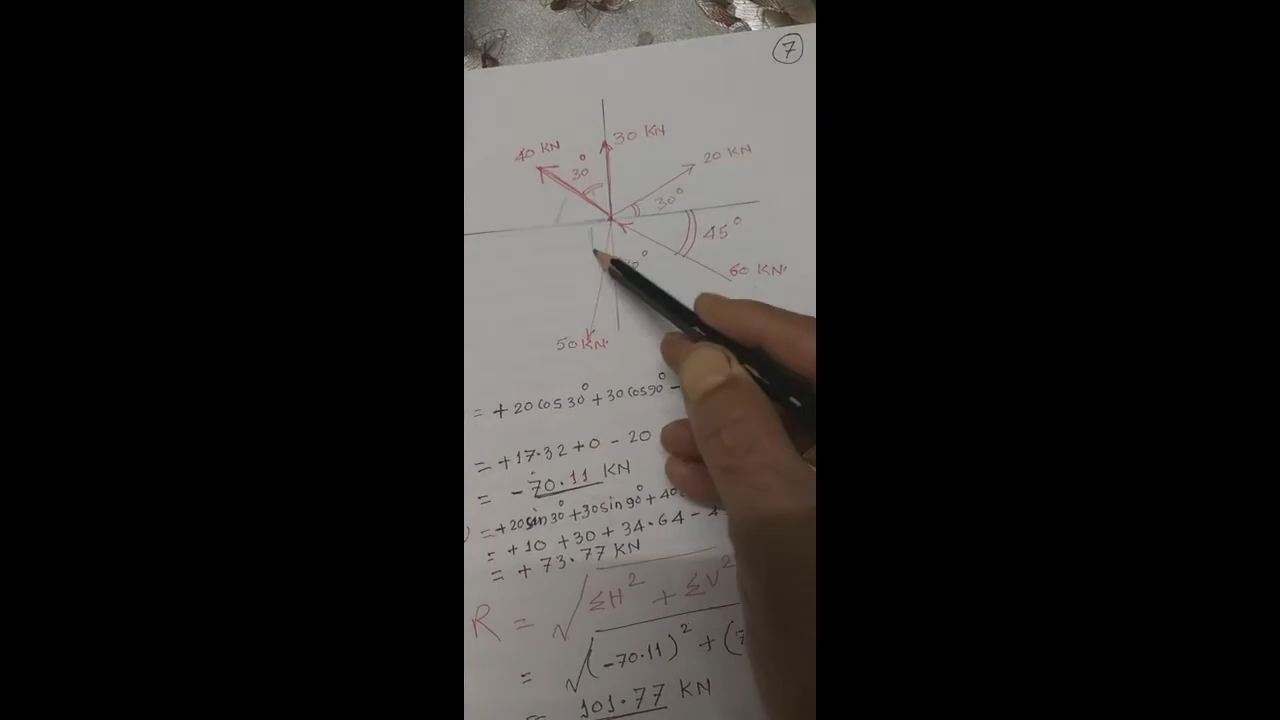 7
30 KN
40 KN
30°
20 KN
30°
45°
60 KN.
50 KN.
= +20 cos 30° + 30 cos 90° -
= +17.32 + 0 - 20
= -70.11 KN
= +20 sin 30° + 30 sin 90° + 40
= +10 + 30 + 34.64 - 4
= +73.77 KN
R = √ΣH² + ΣV²
= √(-70.11)² + (7
= 101.77 KN